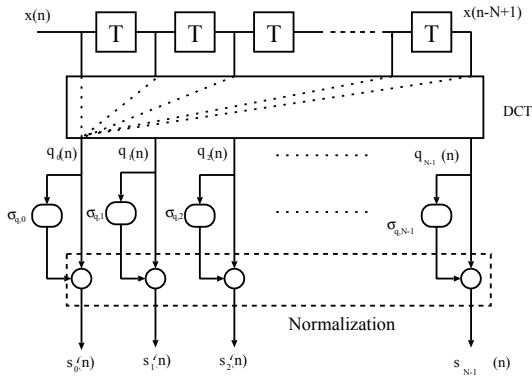 x(n) T T T T x(n-N+1)
DCT
q0(n) q1(n) q2(n) qN-1 (n)
σq,0 σq,1 σq,2 σq,N-1
Normalization
s0(n) s1(n) s2(n) sN-1 (n)